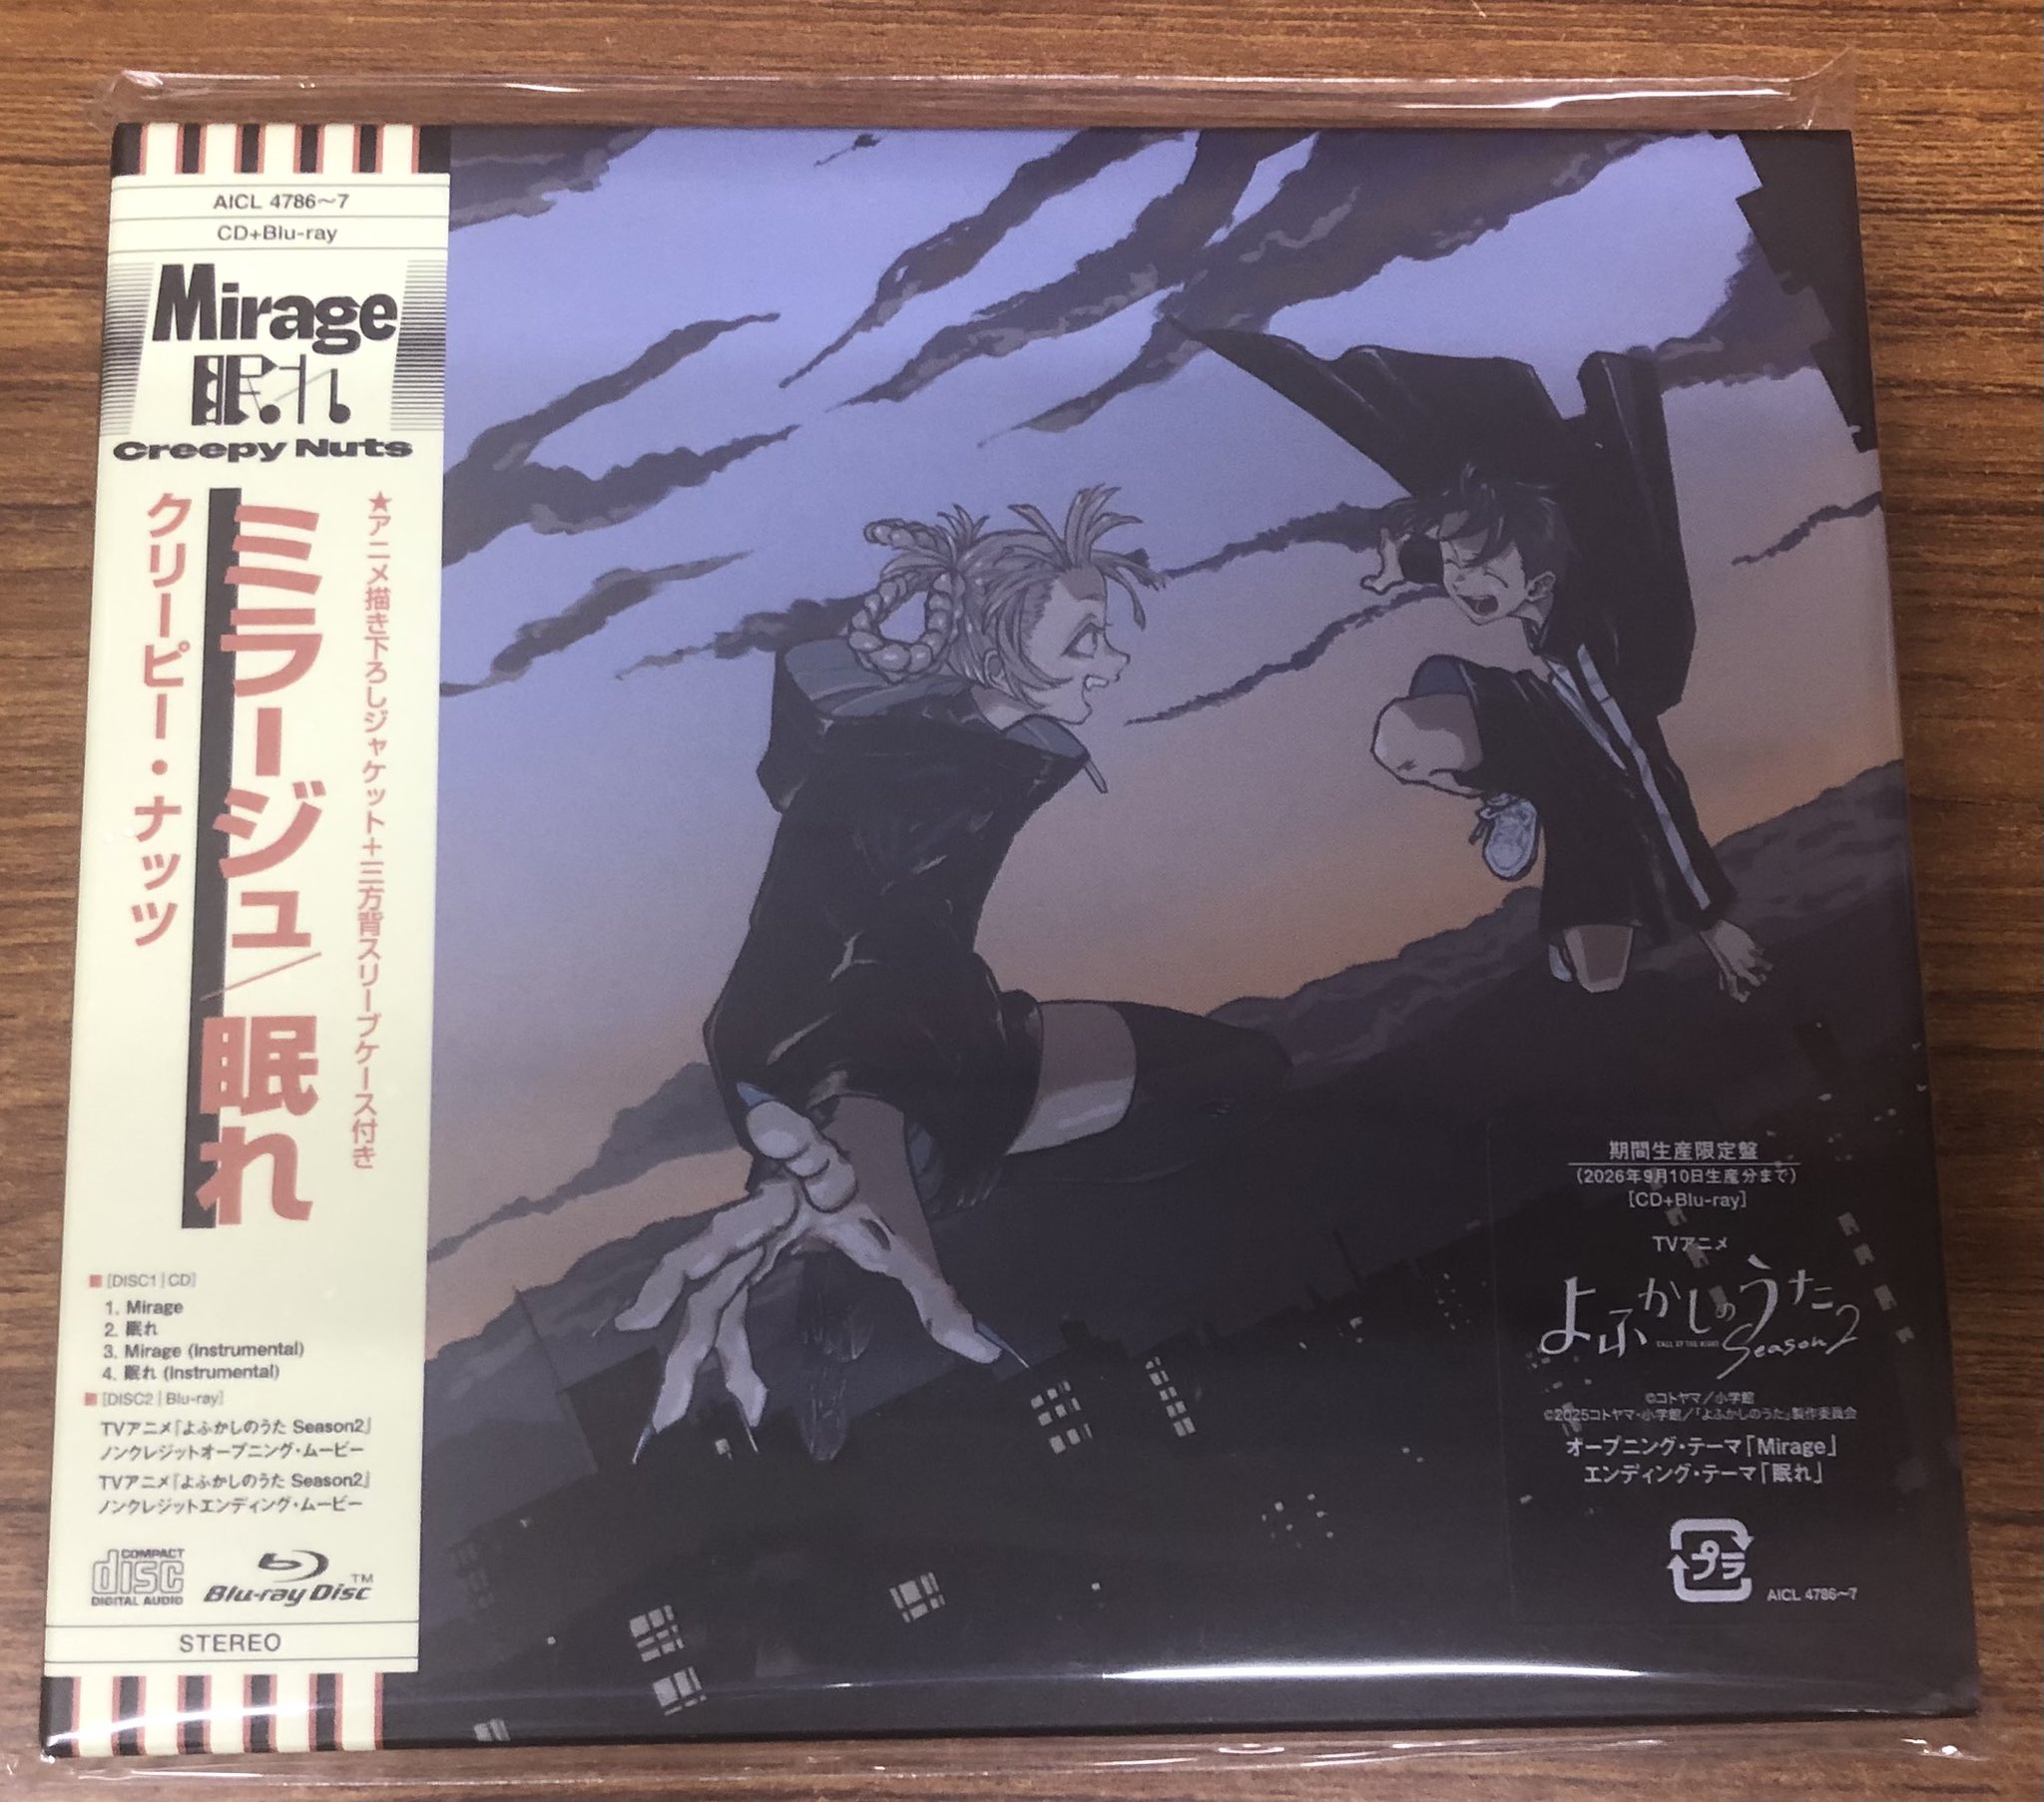 AICL 4786～7
CD+Blu-ray
Mirage
眠れ
Creepy Nuts
★アニメ描き下ろしジャケット＋三方背スリーブケース付き
ミラージュ／眠れ
クリーピー・ナッツ
[DISC1 | CD]
1. Mirage
2. 眠れ
3. Mirage (Instrumental)
4. 眠れ (Instrumental)
[DISC2 | Blu-ray]
TVアニメ『よふかしのうた Season2』
ノンクレジットオープニング・ムービー
TVアニメ『よふかしのうた Season2』
ノンクレジットエンディング・ムービー
COMPACT
disc
DIGITAL AUDIO
Blu-ray Disc™
STEREO
期間生産限定盤
（2026年9月10日生産分まで）
[CD+Blu-ray]
TVアニメ
よふかしのうた
CALL OF THE NIGHT
Season2
©コトヤマ／小学館
©2025コトヤマ・小学館／「よふかしのうた」製作委員会
オープニング・テーマ「Mirage」
エンディング・テーマ「眠れ」
プラ
AICL 4786～7